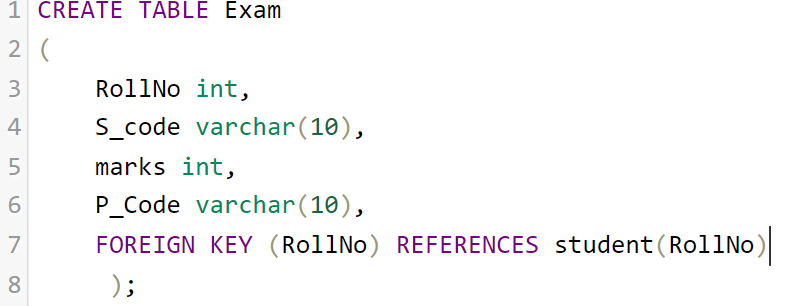 1 CREATE TABLE Exam
2 (
3 RollNo int,
4 S_code varchar(10),
5 marks int,
6 P_Code varchar(10),
7 FOREIGN KEY (RollNo) REFERENCES student(RollNo)
8 );